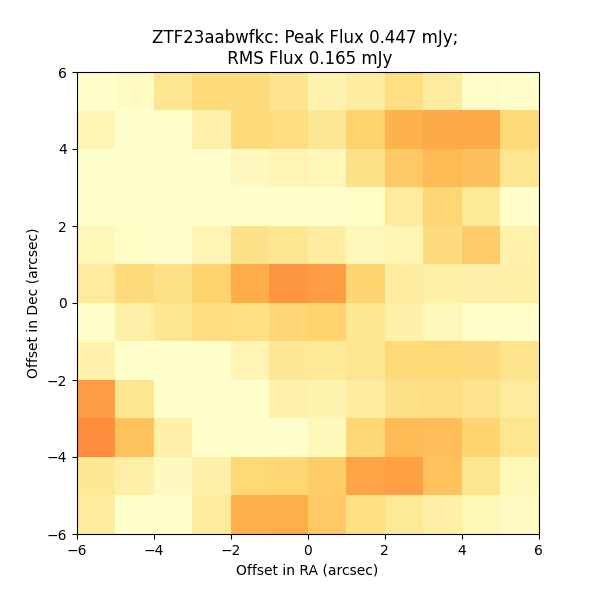 ZTF23aabwfkc: Peak Flux 0.447 mJy;
RMS Flux 0.165 mJy
6
4
2
0
−2
−4
−6
Offset in Dec (arcsec)
−6 −4 −2 0 2 4 6
Offset in RA (arcsec)